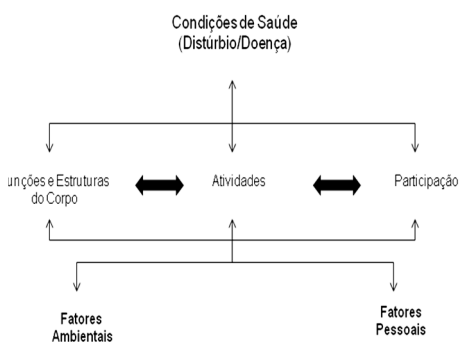 Condições de Saúde
(Distúrbio/Doença)
unções e Estruturas
do Corpo
Atividades
Participação
Fatores
Ambientais
Fatores
Pessoais